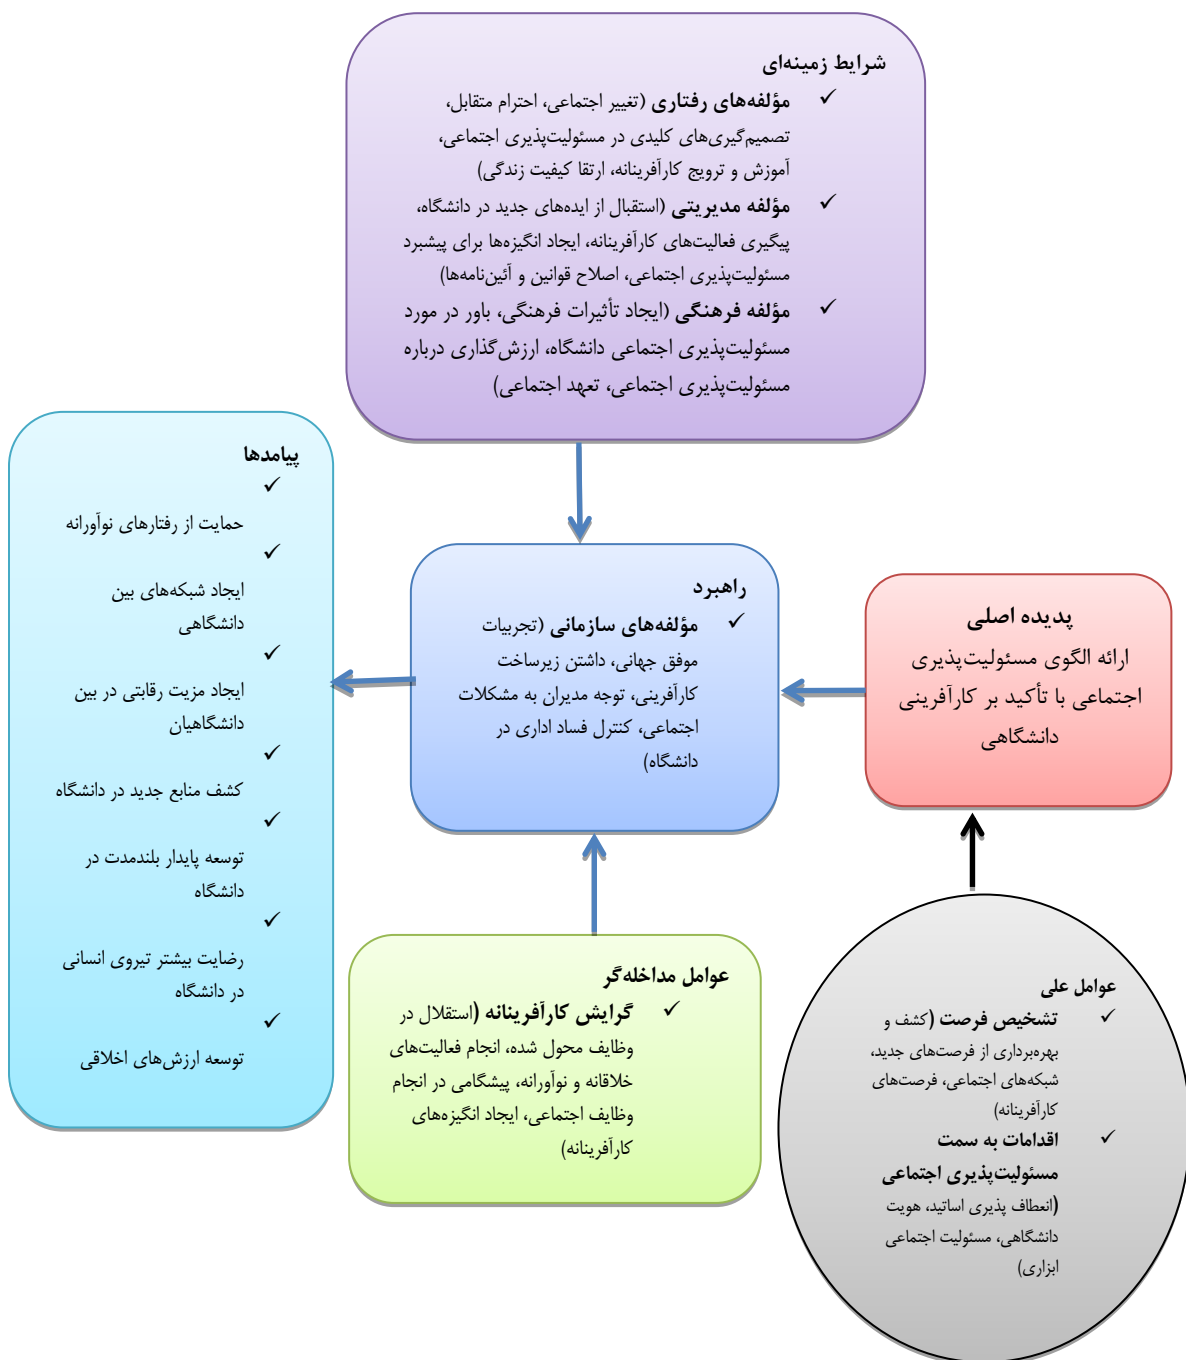 شرایط زمینه‌ای
✓ مؤلفه‌های رفتاری (تغییر اجتماعی، احترام متقابل،
تصمیم‌گیری‌های کلیدی در مسئولیت‌پذیری اجتماعی،
آموزش و ترویج کارآفرینانه، ارتقا کیفیت زندگی)
✓ مؤلفه مدیریتی (استقبال از ایده‌های جدید در دانشگاه،
پیگیری فعالیت‌های کارآفرینانه، ایجاد انگیزه‌ها برای پیشبرد
مسئولیت‌پذیری اجتماعی، اصلاح قوانین و آئین‌نامه‌ها)
✓ مؤلفه فرهنگی (ایجاد تأثیرات فرهنگی، باور در مورد
مسئولیت‌پذیری اجتماعی دانشگاه، ارزش‌گذاری درباره
مسئولیت‌پذیری اجتماعی، تعهد اجتماعی)
پدیده اصلی
ارائه الگوی مسئولیت‌پذیری
اجتماعی با تأکید بر کارآفرینی
دانشگاهی
راهبرد
✓ مؤلفه‌های سازمانی (تجربیات
موفق جهانی، داشتن زیرساخت
کارآفرینی، توجه مدیران به مشکلات
اجتماعی، کنترل فساد اداری در
دانشگاه)
پیامدها
✓
حمایت از رفتارهای نوآورانه
✓
ایجاد شبکه‌های بین
دانشگاهی
✓
ایجاد مزیت رقابتی در بین
دانشگاهیان
✓
کشف منابع جدید در دانشگاه
✓
توسعه پایدار بلندمدت در
دانشگاه
✓
رضایت بیشتر تیروی انسانی
در دانشگاه
✓
توسعه ارزش‌های اخلاقی
عوامل مداخله‌گر
✓ گرایش کارآفرینانه (استقلال در
وظایف محول شده، انجام فعالیت‌های
خلاقانه و نوآورانه، پیشگامی در انجام
وظایف اجتماعی، ایجاد انگیزه‌های
کارآفرینانه)
عوامل علی
✓ تشخیص فرصت (کشف و
بهره‌برداری از فرصت‌های جدید،
شبکه‌های اجتماعی، فرصت‌های
کارآفرینانه)
✓ اقدامات به سمت
مسئولیت‌پذیری اجتماعی
(انعطاف پذیری اساتید، هویت
دانشگاهی، مسئولیت اجتماعی
ابزاری)